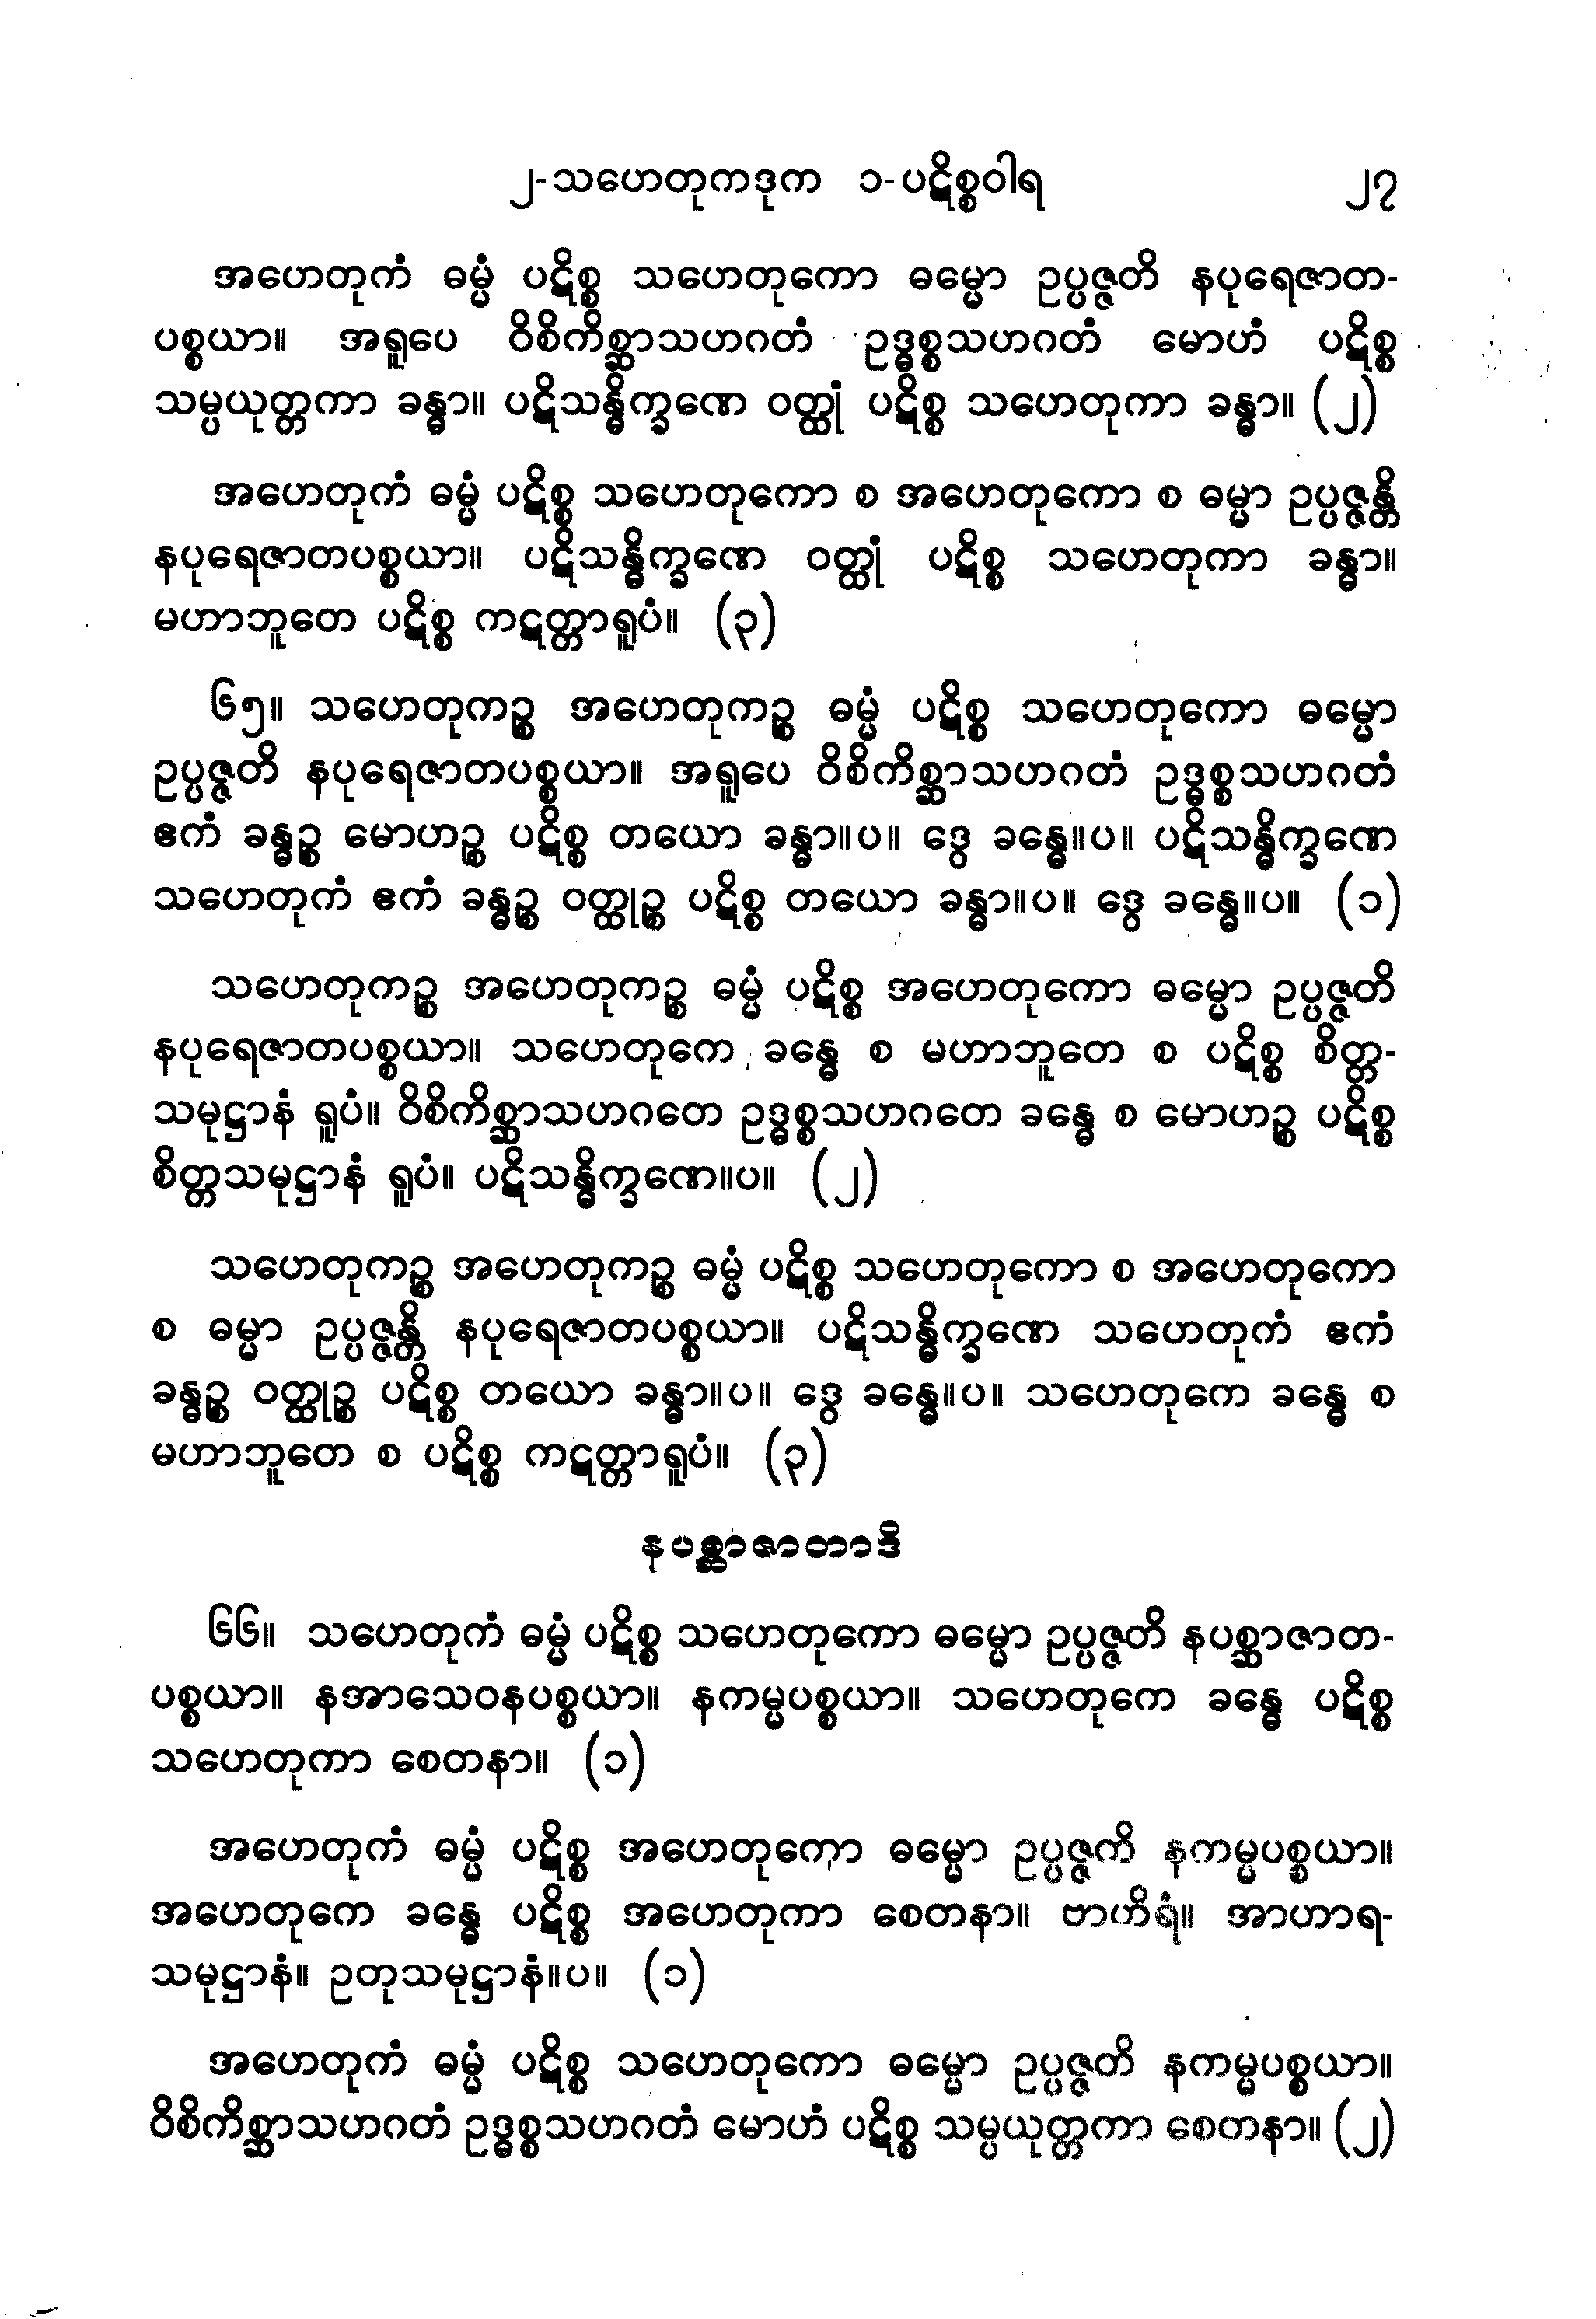 ၂-သဟေတုကဒုက ၁-ပဋိစ္စဝါရ ၂၇
အဟေတုကံ ဓမ္မံ ပဋိစ္စ သဟေတုကော ဓမ္မော ဥပ္ပဇ္ဇတိ နပုရေဇာတ-
ပစ္စယာ။ အရူပေ ဝိစိကိစ္ဆာသဟဂတံ ဥဒ္ဓစ္စသဟဂတံ မောဟံ ပဋိစ္စ
သမ္ပယုတ္တကာ ခန္ဓာ။ ပဋိသန္ဓိက္ခဏေ ဝတ္ထုံ ပဋိစ္စ သဟေတုကာ ခန္ဓာ။ (၂)
အဟေတုကံ ဓမ္မံ ပဋိစ္စ သဟေတုကော စ အဟေတုကော စ ဓမ္မာ ဥပ္ပဇ္ဇန္တိ
နပုရေဇာတပစ္စယာ။ ပဋိသန္ဓိက္ခဏေ ဝတ္ထုံ ပဋိစ္စ သဟေတုကာ ခန္ဓာ။
မဟာဘူတေ ပဋိစ္စ ကဋတ္တာရူပံ။ (၃)
၆၅။ သဟေတုကဉ္စ အဟေတုကဉ္စ ဓမ္မံ ပဋိစ္စ သဟေတုကော ဓမ္မော
ဥပ္ပဇ္ဇတိ နပုရေဇာတပစ္စယာ။ အရူပေ ဝိစိကိစ္ဆာသဟဂတံ ဥဒ္ဓစ္စသဟဂတံ
ဧကံ ခန္ဓဉ္စ မောဟဉ္စ ပဋိစ္စ တယော ခန္ဓာ။ပ။ ဒွေ ခန္ဓေ။ပ။ ပဋိသန္ဓိက္ခဏေ
သဟေတုကံ ဧကံ ခန္ဓဉ္စ ဝတ္ထုဉ္စ ပဋိစ္စ တယော ခန္ဓာ။ပ။ ဒွေ ခန္ဓေ။ပ။ (၁)
သဟေတုကဉ္စ အဟေတုကဉ္စ ဓမ္မံ ပဋိစ္စ အဟေတုကော ဓမ္မော ဥပ္ပဇ္ဇတိ
နပုရေဇာတပစ္စယာ။ သဟေတုကေ ခန္ဓေ စ မဟာဘူတေ စ ပဋိစ္စ စိတ္တ-
သမုဋ္ဌာနံ ရူပံ။ ဝိစိကိစ္ဆာသဟဂတေ ဥဒ္ဓစ္စသဟဂတေ ခန္ဓေ စ မောဟဉ္စ ပဋိစ္စ
စိတ္တသမုဋ္ဌာနံ ရူပံ။ ပဋိသန္ဓိက္ခဏေ။ပ။ (၂)
သဟေတုကဉ္စ အဟေတုကဉ္စ ဓမ္မံ ပဋိစ္စ သဟေတုကော စ အဟေတုကော
စ ဓမ္မာ ဥပ္ပဇ္ဇန္တိ နပုရေဇာတပစ္စယာ။ ပဋိသန္ဓိက္ခဏေ သဟေတုကံ ဧကံ
ခန္ဓဉ္စ ဝတ္ထုဉ္စ ပဋိစ္စ တယော ခန္ဓာ။ပ။ ဒွေ ခန္ဓေ။ပ။ သဟေတုကေ ခန္ဓေ စ
မဟာဘူတေ စ ပဋိစ္စ ကဋတ္တာရူပံ။ (၃)
နပစ္ဆာဇာတာဒိ
၆၆။ သဟေတုကံ ဓမ္မံ ပဋိစ္စ သဟေတုကော ဓမ္မော ဥပ္ပဇ္ဇတိ နပစ္ဆာဇာတ-
ပစ္စယာ။ နအာသေဝနပစ္စယာ။ နကမ္မပစ္စယာ။ သဟေတုကေ ခန္ဓေ ပဋိစ္စ
သဟေတုကာ စေတနာ။ (၁)
အဟေတုကံ ဓမ္မံ ပဋိစ္စ အဟေတုကော ဓမ္မော ဥပ္ပဇ္ဇကိ နကမ္မပစ္စယာ။
အဟေတုကေ ခန္ဓေ ပဋိစ္စ အဟေတုကာ စေတနာ။ ဗာဟိရံ။ အာဟာရ-
သမုဋ္ဌာနံ။ ဥတုသမုဋ္ဌာနံ။ပ။ (၁)
အဟေတုကံ ဓမ္မံ ပဋိစ္စ သဟေတုကော ဓမ္မော ဥပ္ပဇ္ဇတိ နကမ္မပစ္စယာ။
ဝိစိကိစ္ဆာသဟဂတံ ဥဒ္ဓစ္စသဟဂတံ မောဟံ ပဋိစ္စ သမ္ပယုတ္တကာ စေတနာ။ (၂)